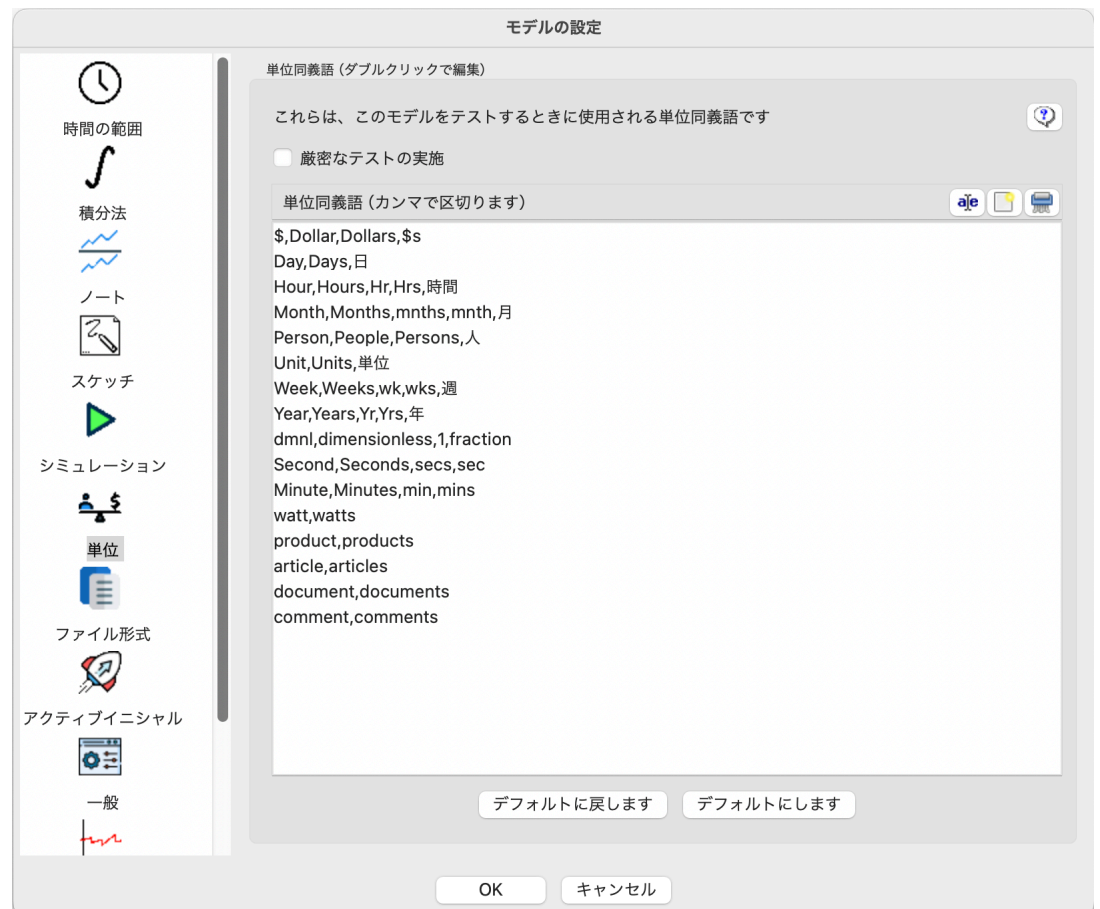 モデルの設定
時間の範囲
積分法
ノート
スケッチ
シミュレーション
単位
ファイル形式
アクティブイニシャル
一般
単位同義語 (ダブルクリックで編集)
これらは、このモデルをテストするときに使用される単位同義語です
厳密なテストの実施
単位同義語 (カンマで区切ります)
$,Dollar,Dollars,$s
Day,Days,日
Hour,Hours,Hr,Hrs,時間
Month,Months,mnths,mnth,月
Person,People,Persons,人
Unit,Units,単位
Week,Weeks,wk,wks,週
Year,Years,Yr,Yrs,年
dmnl,dimensionless,1,fraction
Second,Seconds,secs,sec
Minute,Minutes,min,mins
watt,watts
product,products
article,articles
document,documents
comment,comments
デフォルトに戻します
デフォルトにします
OK
キャンセル